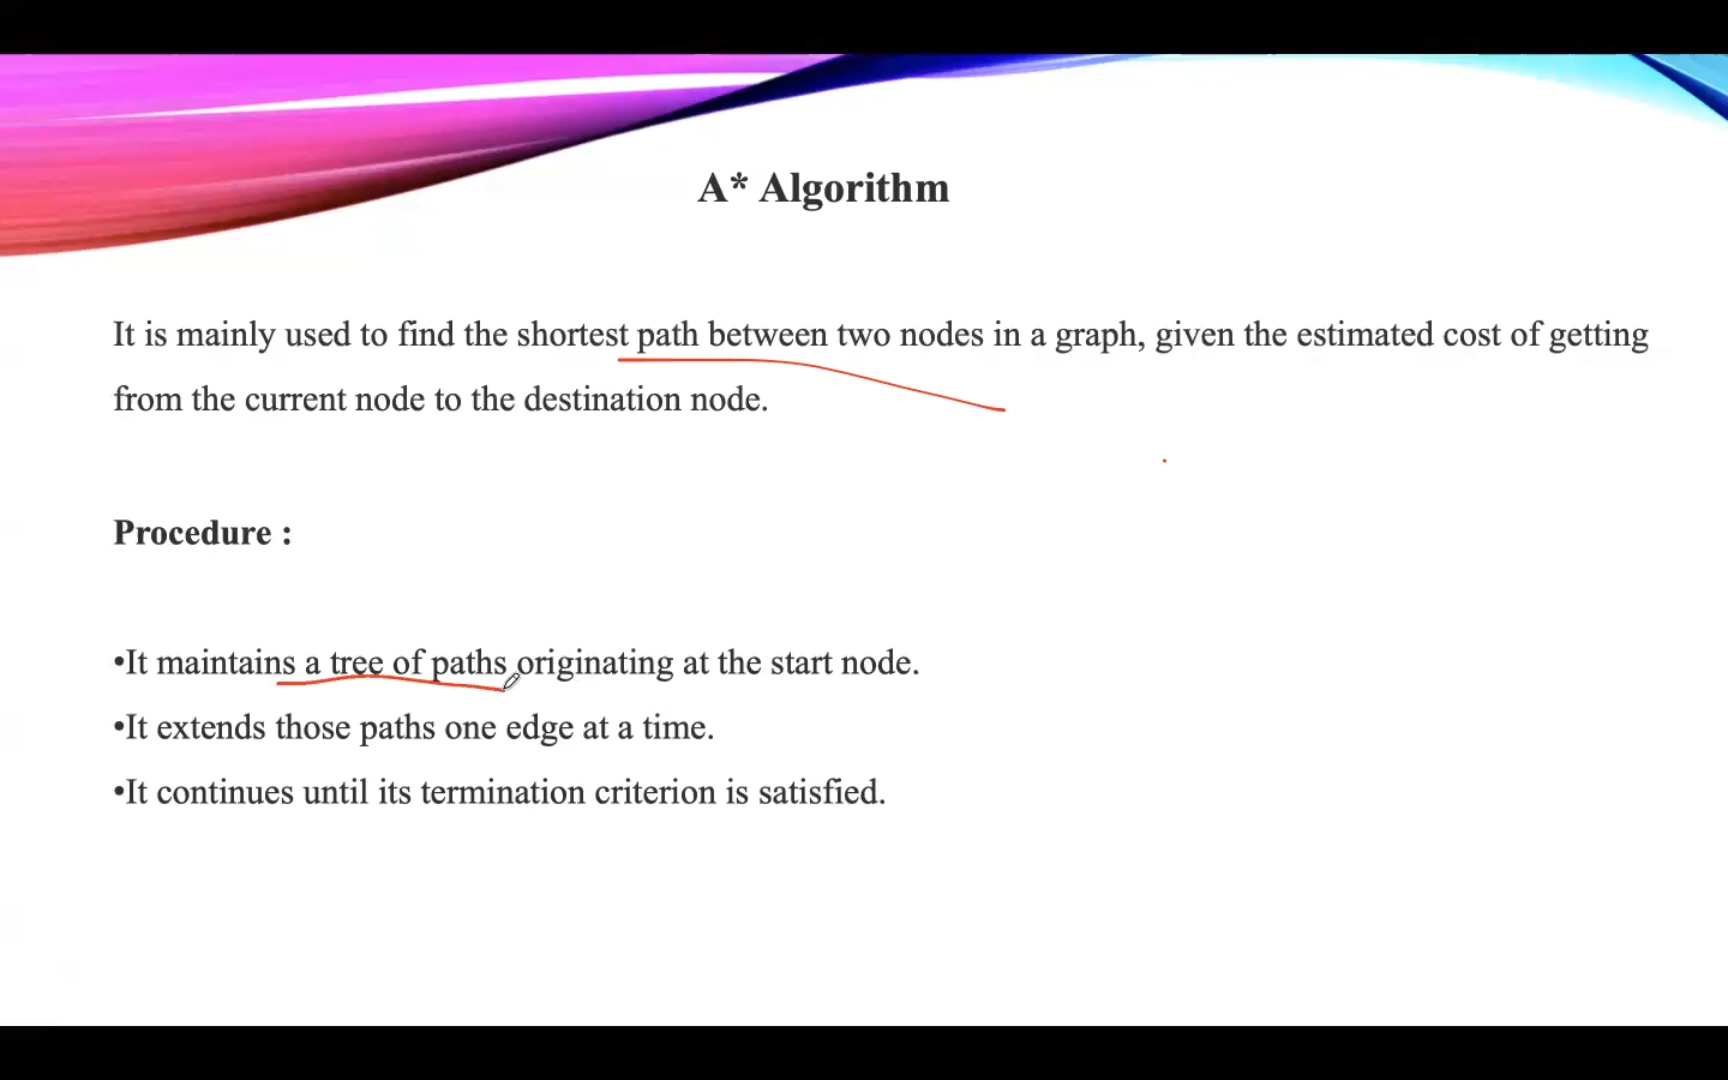 A* Algorithm
It is mainly used to find the shortest path between two nodes in a graph, given the estimated cost of getting
from the current node to the destination node.
Procedure :
•It maintains a tree of paths originating at the start node.
•It extends those paths one edge at a time.
•It continues until its termination criterion is satisfied.